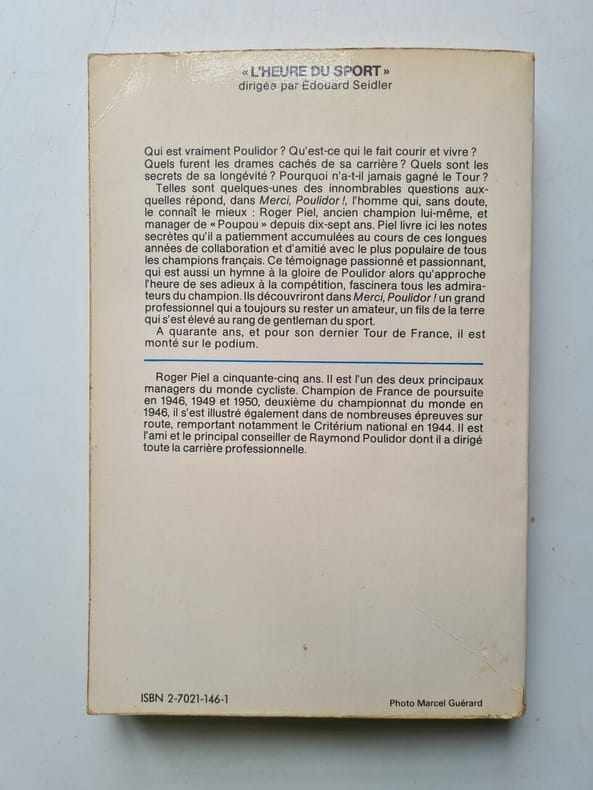 « L'HEURE DU SPORT »
dirigée par Édouard Seidler
Qui est vraiment Poulidor ? Qu'est-ce qui le fait courir et vivre ?
Quels furent les drames cachés de sa carrière ? Quels sont les
secrets de sa longévité ? Pourquoi n'a-t-il jamais gagné le Tour ?
Telles sont quelques-unes des innombrables questions aux-
quelles répond, dans Merci, Poulidor !, l'homme qui, sans doute,
le connaît le mieux : Roger Piel, ancien champion lui-même, et
manager de « Poupou » depuis dix-sept ans. Piel livre ici les notes
secrètes qu'il a patiemment accumulées au cours de ces longues
années de collaboration et d'amitié avec le plus populaire de tous
les champions français. Ce témoignage passionné et passionnant,
qui est aussi un hymne à la gloire de Poulidor alors qu'approche
l'heure de ses adieux à la compétition, fascinera tous les admira-
teurs du champion. Ils découvriront dans Merci, Poulidor ! un grand
professionnel qui a toujours su rester un amateur, un fils de la terre
qui s'est élevé au rang de gentleman du sport.
A quarante ans, et pour son dernier Tour de France, il est
monté sur le podium.
Roger Piel a cinquante-cinq ans. Il est l'un des deux principaux
managers du monde cycliste. Champion de France de poursuite
en 1946, 1949 et 1950, deuxième du championnat du monde en
1946, il s'est illustré également dans de nombreuses épreuves sur
route, remportant notamment le Critérium national en 1944. Il est
l'ami et le principal conseiller de Raymond Poulidor dont il a dirigé
toute la carrière professionnelle.
ISBN 2-7021-146-1
Photo Marcel Guérard